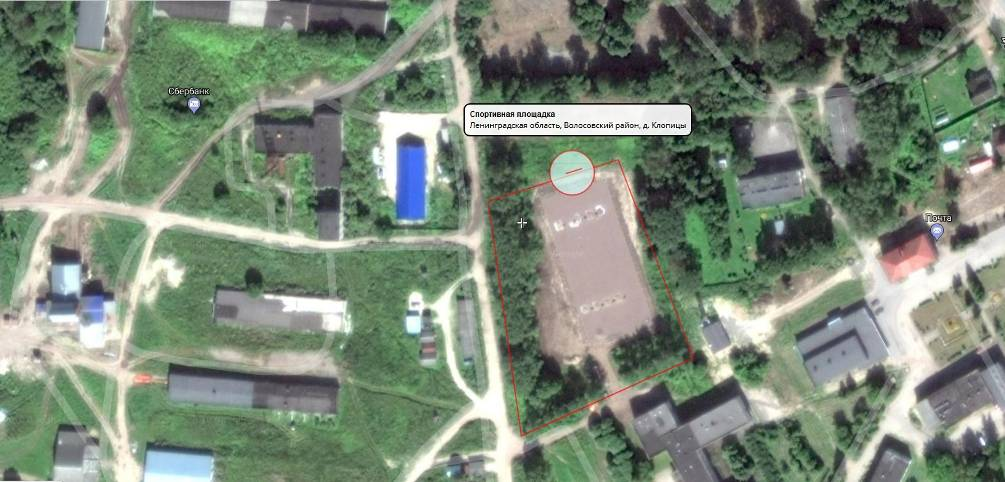 Сбербанк
Спортивная площадка
Ленинградская область, Волосовский район, д. Клопицы
Почта